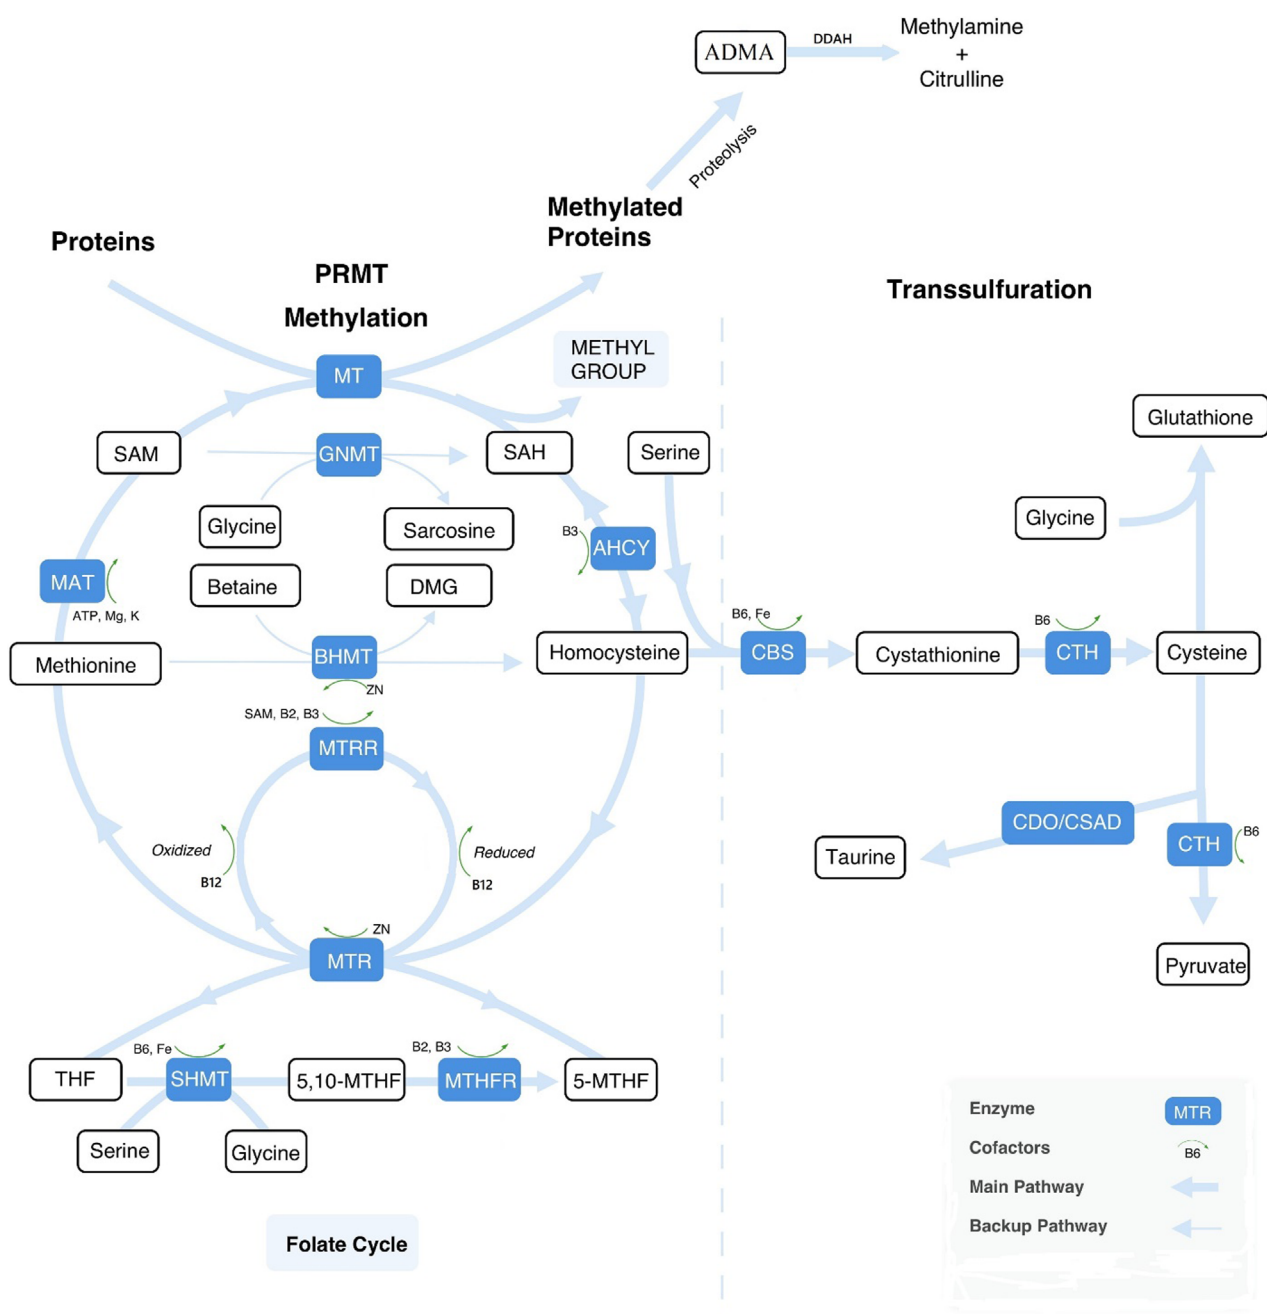 ADMA
DDAH
Methylamine
+
Citrulline
Proteolysis
Proteins
Methylated
Proteins
PRMT
Methylation
Transsulfuration
METHYL
GROUP
MT
Glutathione
SAM
GNMT
SAH
Serine
Glycine
Sarcosine
Glycine
B3
AHCY
MAT
ATP, Mg, K
Betaine
DMG
B6, Fe
B6
Methionine
BHMT
Homocysteine
CBS
Cystathionine
CTH
Cysteine
ZN
SAM, B2, B3
MTRR
CDO/CSAD
Oxidized
B12
Reduced
B12
Taurine
CTH
B6
ZN
MTR
Pyruvate
B6, Fe
B2, B3
THF
SHMT
5,10-MTHF
MTHFR
5-MTHF
Serine
Glycine
Folate Cycle
Enzyme
MTR
Cofactors
B6
Main Pathway
Backup Pathway